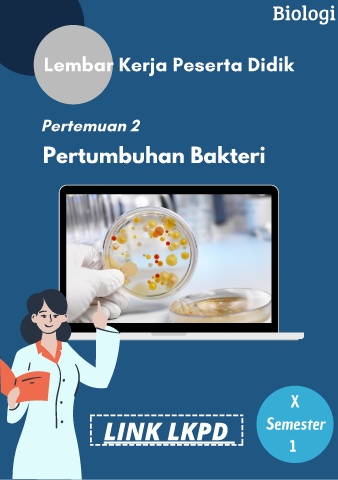 Biologi
Lembar Kerja Peserta Didik
Pertemuan 2
Pertumbuhan Bakteri
LINK LKPD
X
Semester
1